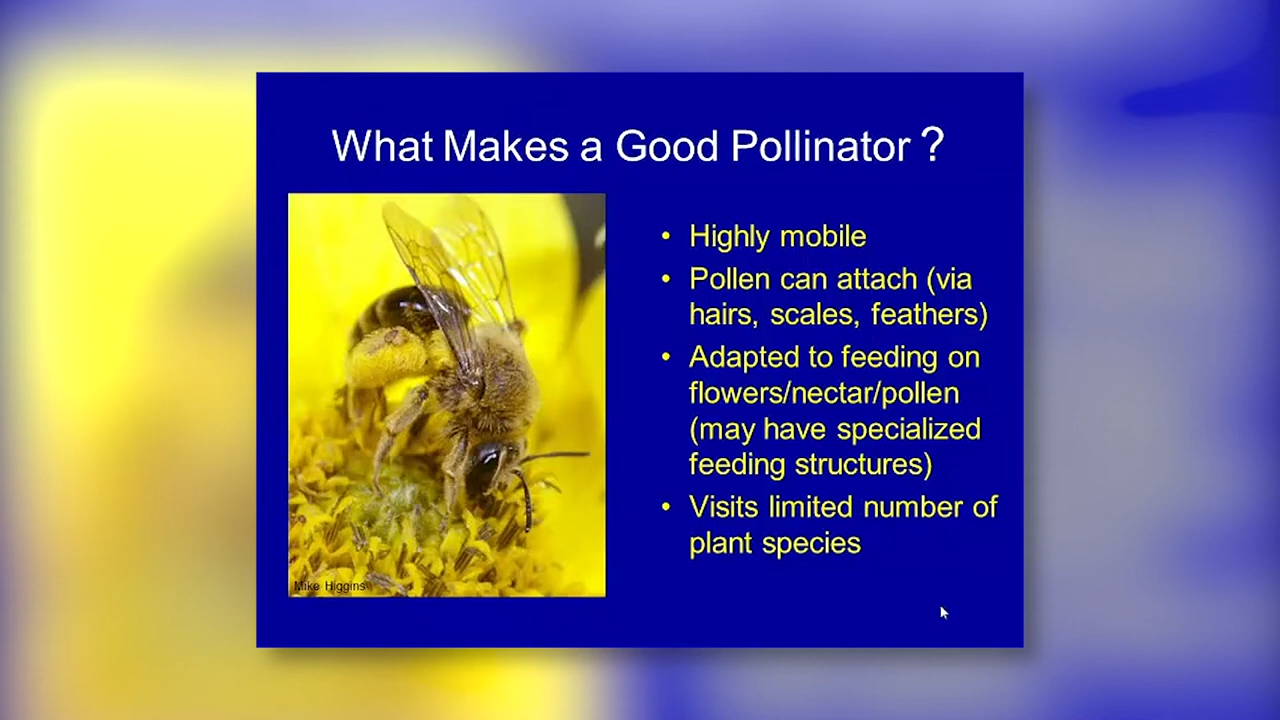 What Makes a Good Pollinator ?
• Highly mobile
• Pollen can attach (via
hairs, scales, feathers)
• Adapted to feeding on
flowers/nectar/pollen
(may have specialized
feeding structures)
• Visits limited number of
plant species
Mike Higgins